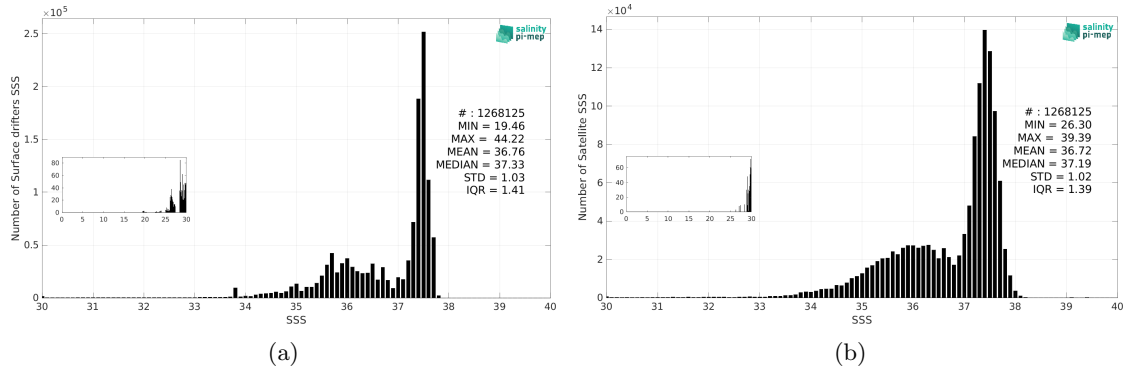 ×10⁵
2.5
2
1.5
1
0.5
0
Number of Surface drifters SSS
salinity
pi-mep
# : 1268125
MIN = 19.46
MAX = 44.22
MEAN = 36.76
MEDIAN = 37.33
STD = 1.03
IQR = 1.41
80
60
40
20
0
0 5 10 15 20 25 30
30 31 32 33 34 35 36 37 38 39 40
SSS
(a)
×10⁴
14
12
10
8
6
4
2
0
Number of Satellite SSS
salinity
pi-mep
# : 1268125
MIN = 26.30
MAX = 39.39
MEAN = 36.72
MEDIAN = 37.19
STD = 1.02
IQR = 1.39
60
40
20
0
0 5 10 15 20 25 30
30 31 32 33 34 35 36 37 38 39 40
SSS
(b)